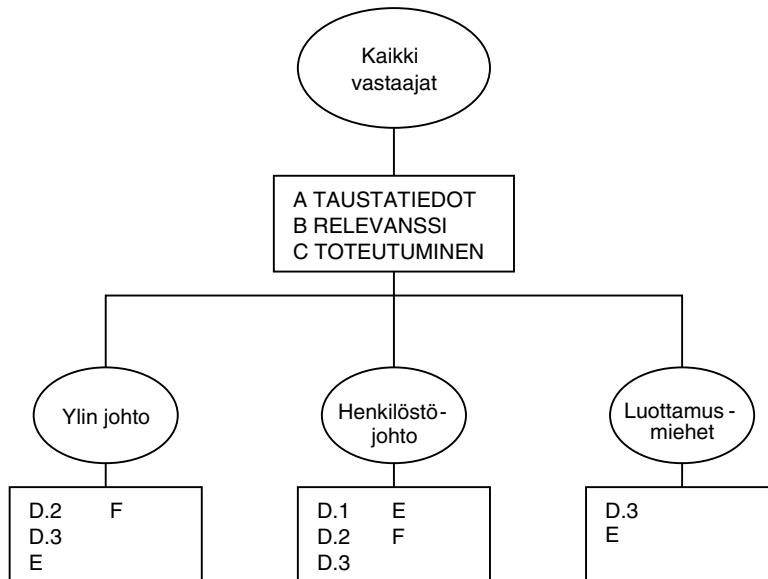 Kaikki
vastaajat
A TAUSTATIEDOT
B RELEVANSSI
C TOTEUTUMINEN
Ylin johto
Henkilöstö-
johto
Luottamus-
miehet
D.2 F
D.3
E
D.1 E
D.2 F
D.3
D.3
E